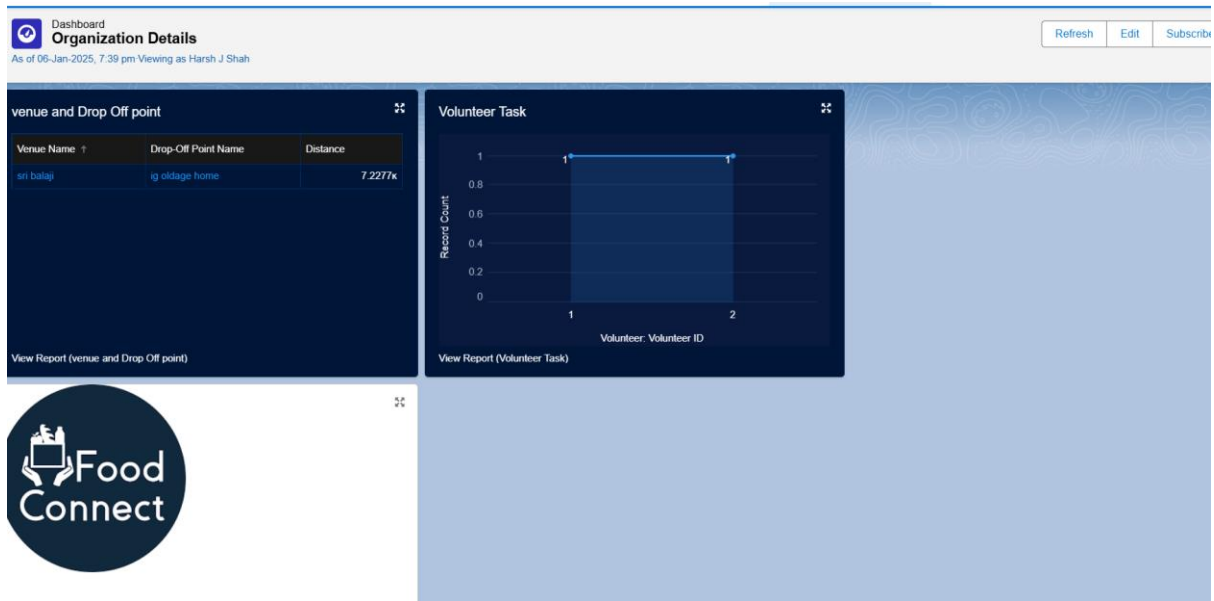 Dashboard
Organization Details
As of 06-Jan-2025, 7:39 pm·Viewing as Harsh J Shah
Refresh Edit Subscribe
venue and Drop Off point
Venue Name ↑ Drop-Off Point Name Distance
sri balaji ig oldage home 7.2277K
View Report (venue and Drop Off point)
Volunteer Task
Record Count
1
0.8
0.6
0.4
0.2
0
1 1
1 2
Volunteer: Volunteer ID
View Report (Volunteer Task)
Food
Connect